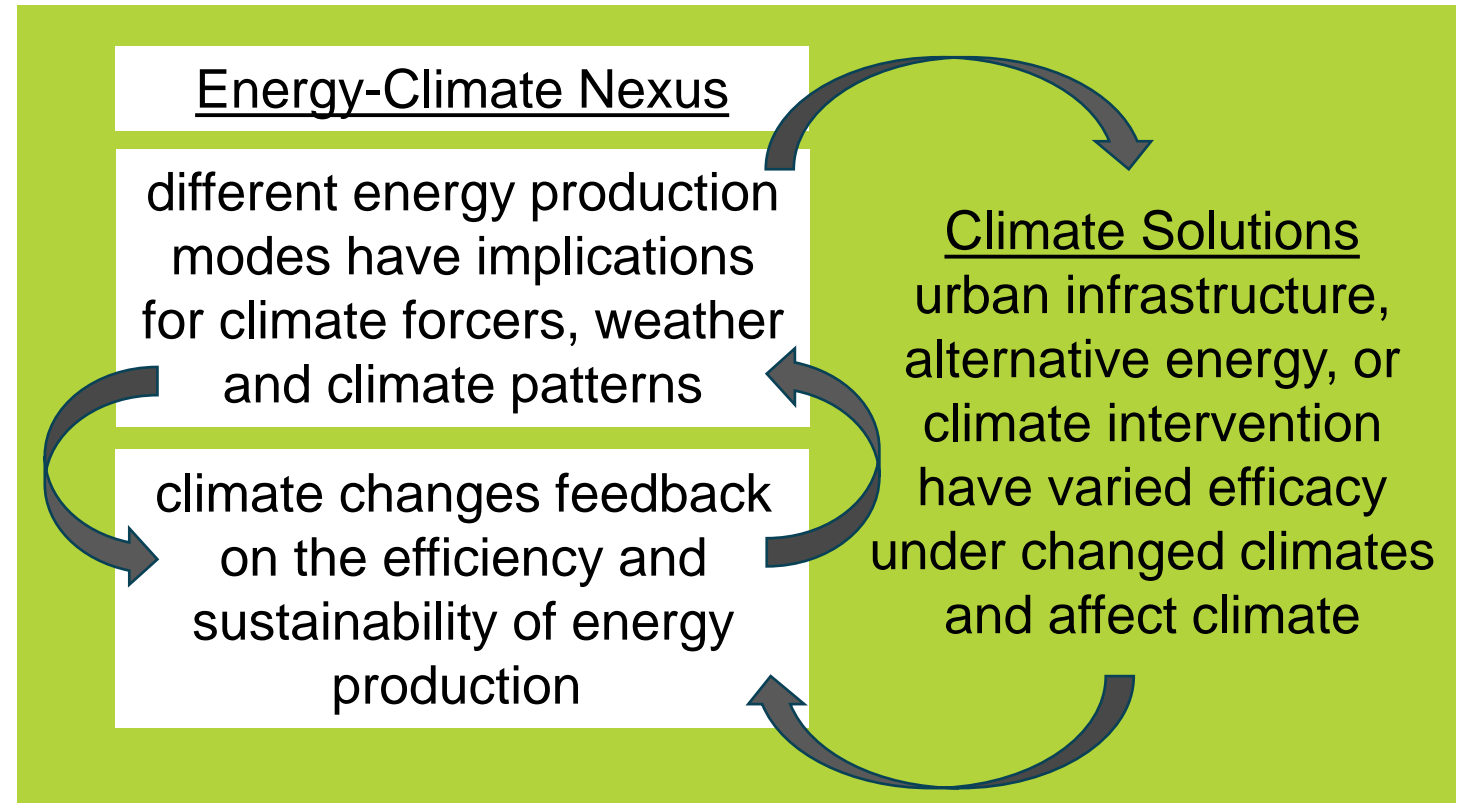 Energy-Climate Nexus
different energy production
modes have implications
for climate forcers, weather
and climate patterns
climate changes feedback
on the efficiency and
sustainability of energy
production
Climate Solutions
urban infrastructure,
alternative energy, or
climate intervention
have varied efficacy
under changed climates
and affect climate